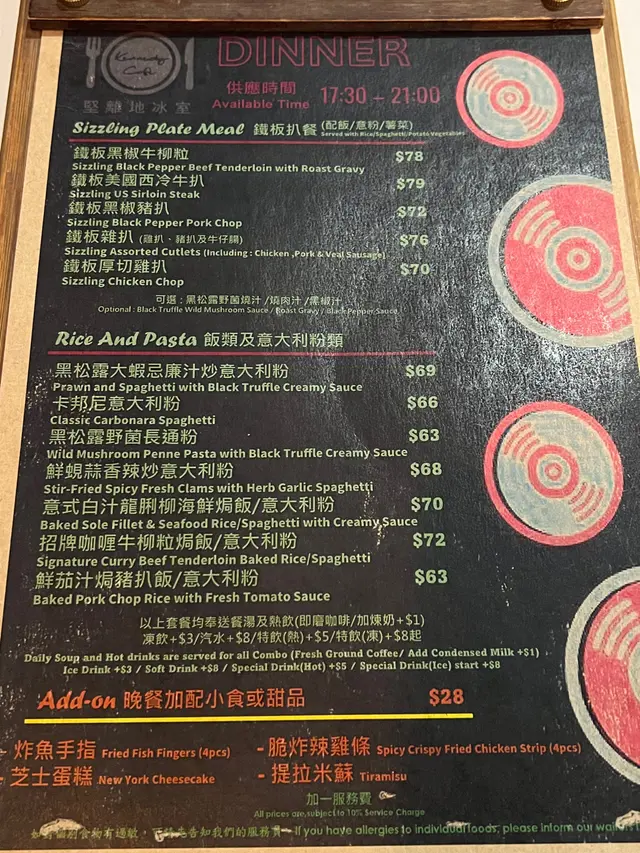 Kennedy Café
堅離地冰室
DINNER
供應時間
Available Time 17:30 – 21:00
Sizzling Plate Meal 鐵板扒餐 (配飯/意粉/薯菜)
Served with Rice/Spaghetti/Potato Vegetables
鐵板黑椒牛柳粒 $78
Sizzling Black Pepper Beef Tenderloin with Roast Gravy
鐵板美國西冷牛扒 $79
Sizzling US Sirloin Steak
鐵板黑椒豬扒 $72
Sizzling Black Pepper Pork Chop
鐵板雜扒 (雞扒、豬扒及牛仔腸) $76
Sizzling Assorted Cutlets (Including : Chicken ,Pork & Veal Sausage)
鐵板厚切雞扒 $70
Sizzling Chicken Chop
可選 : 黑松露野菌燒汁 /燒肉汁 /黑椒汁
Optional : Black Truffle Wild Mushroom Sauce / Roast Gravy / Black Pepper Sauce
Rice And Pasta 飯類及意大利粉類
黑松露大蝦忌廉汁炒意大利粉 $69
Prawn and Spaghetti with Black Truffle Creamy Sauce
卡邦尼意大利粉 $66
Classic Carbonara Spaghetti
黑松露野菌長通粉 $63
Wild Mushroom Penne Pasta with Black Truffle Creamy Sauce
鮮蜆蒜香辣炒意大利粉 $68
Stir-Fried Spicy Fresh Clams with Herb Garlic Spaghetti
意式白汁龍脷柳海鮮焗飯/意大利粉 $70
Baked Sole Fillet & Seafood Rice/Spaghetti with Creamy Sauce
招牌咖喱牛柳粒焗飯/意大利粉 $72
Signature Curry Beef Tenderloin Baked Rice/Spaghetti
鮮茄汁焗豬扒飯/意大利粉 $63
Baked Pork Chop Rice with Fresh Tomato Sauce
以上套餐均奉送餐湯及熱飲(即磨咖啡/加煉奶+$1)
凍飲+$3/汽水+$8/特飲(熱)+$5/特飲(凍)+$8起
Daily Soup and Hot drinks are served for all Combo (Fresh Ground Coffee/ Add Condensed Milk +$1)
Ice Drink +$3 / Soft Drink +$8 / Special Drink(Hot) +$5 / Special Drink(Ice) start +$8
Add-on 晚餐加配小食或甜品 $28
- 炸魚手指 Fried Fish Fingers (4pcs) - 脆炸辣雞條 Spicy Crispy Fried Chicken Strip (4pcs)
- 芝士蛋糕 New York Cheesecake - 提拉米蘇 Tiramisu
加一服務費
All prices are subject to 10% Service Charge
如 個別食物有過敏， 先告知我們的服務 If you have allergies to individual foods, please inform our waiters